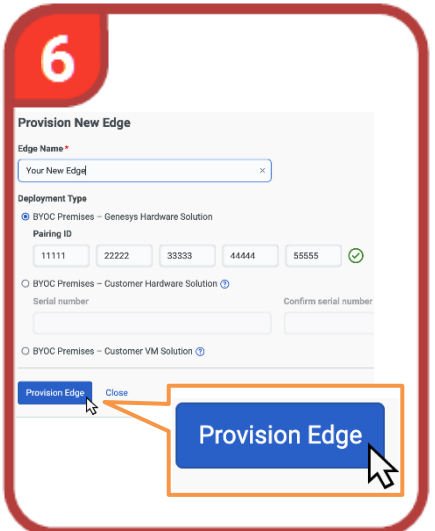 6
Provision New Edge
Edge Name*
Your New Edge ×
Deployment Type
BYOC Premises – Genesys Hardware Solution
Pairing ID
11111 22222 33333 44444 55555
BYOC Premises – Customer Hardware Solution ?
Serial number Confirm serial number
BYOC Premises – Customer VM Solution ?
Provision Edge Close
Provision Edge